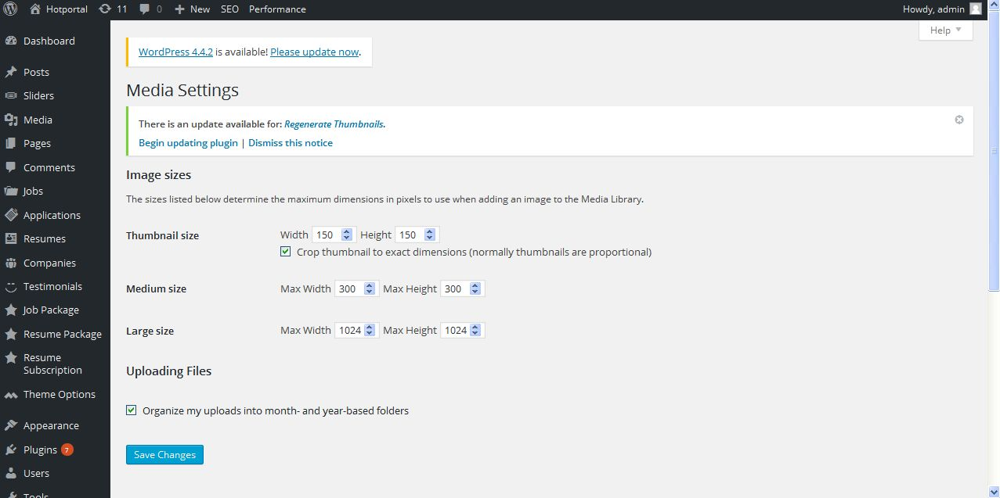 Hotportal 11 0 New SEO Performance Howdy, admin
Help
Dashboard
Posts
Sliders
Media
Pages
Comments
Jobs
Applications
Resumes
Companies
Testimonials
Job Package
Resume Package
Resume
Subscription
Theme Options
Appearance
Plugins 7
Users
Tools
WordPress 4.4.2 is available! Please update now.
Media Settings
There is an update available for: Regenerate Thumbnails.
Begin updating plugin | Dismiss this notice
Image sizes
The sizes listed below determine the maximum dimensions in pixels to use when adding an image to the Media Library.
Thumbnail size Width 150 Height 150
Crop thumbnail to exact dimensions (normally thumbnails are proportional)
Medium size Max Width 300 Max Height 300
Large size Max Width 1024 Max Height 1024
Uploading Files
Organize my uploads into month- and year-based folders
Save Changes